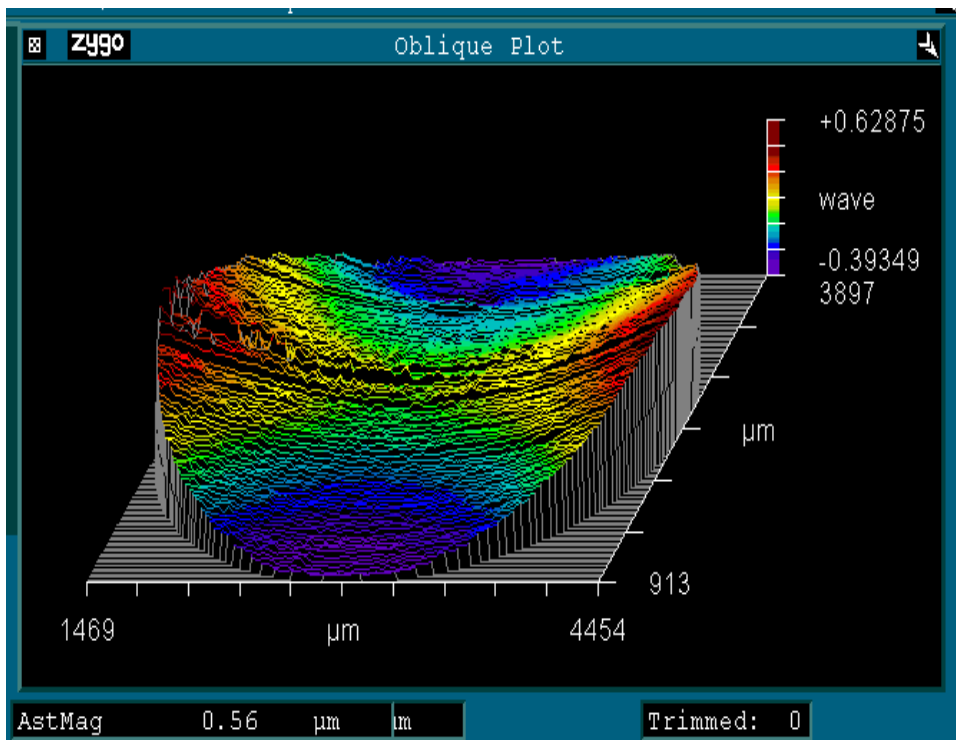 zygo Oblique Plot
+0.62875
wave
-0.39349
3897
µm
913
1469 µm 4454
AstMag 0.56 µm
Trimmed: 0